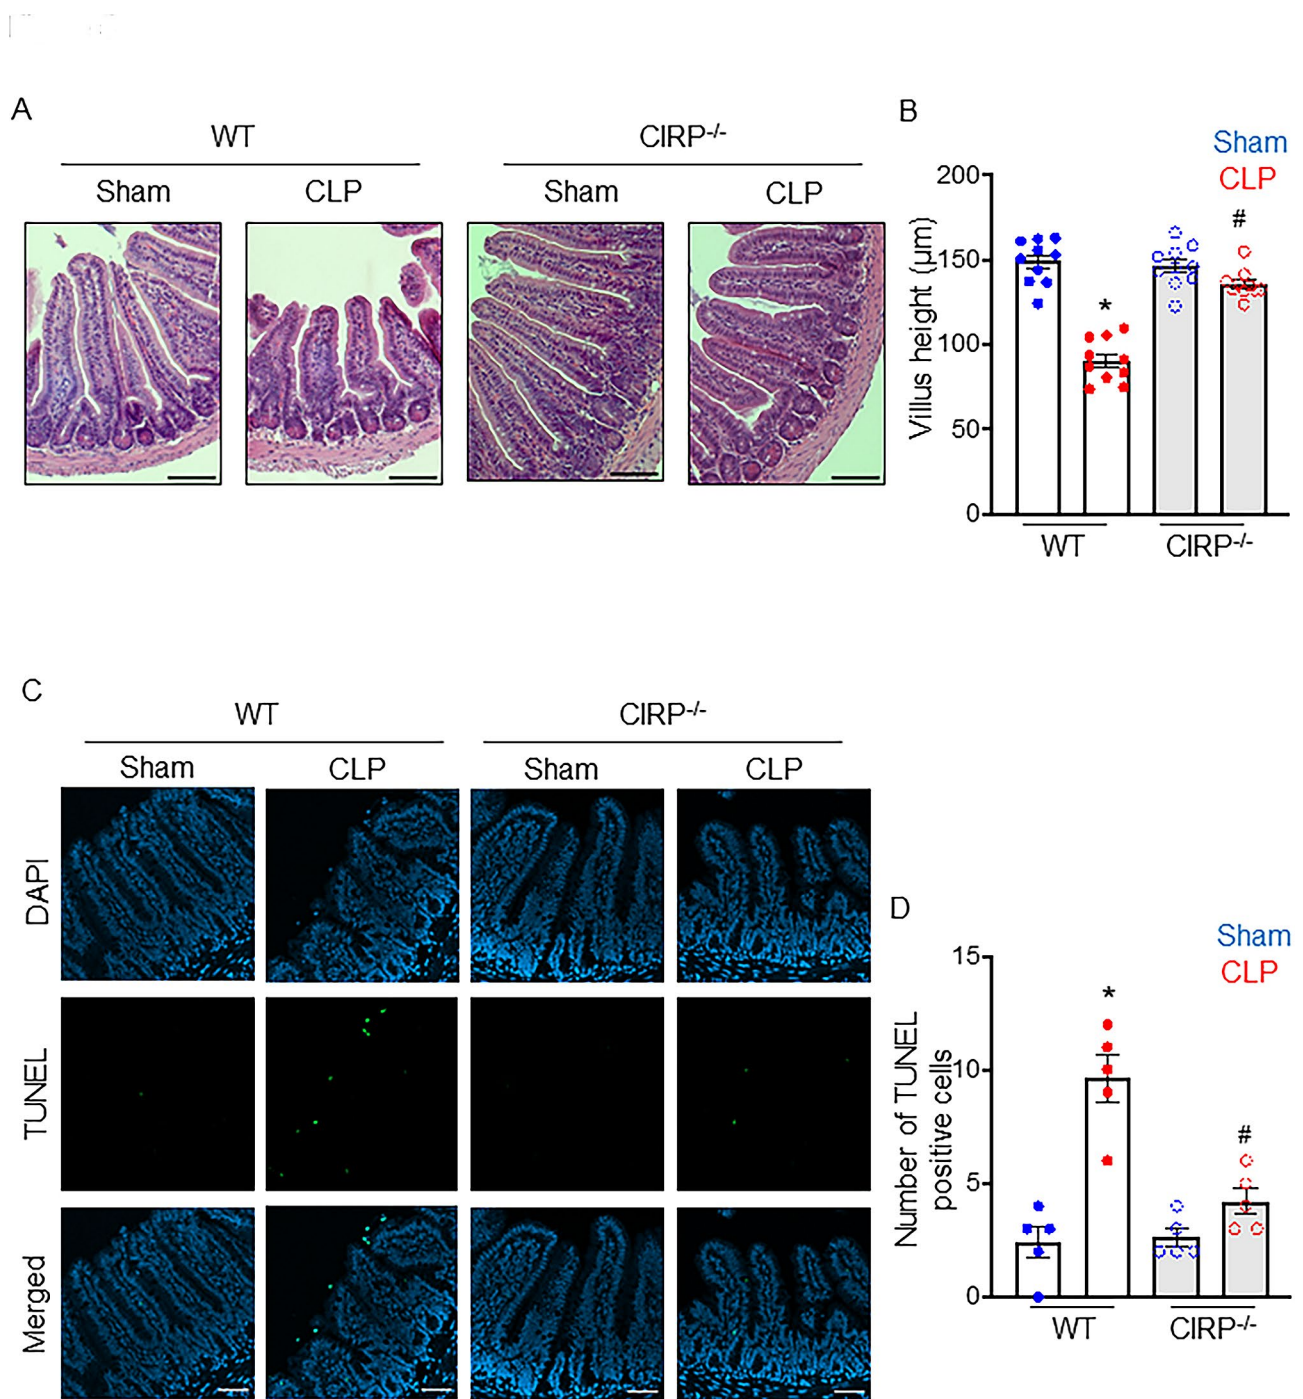 A
WT
CIRP-/-
Sham
CLP
Sham
CLP
B
Sham
CLP
Villus height (µm)
200
150
100
50
0
*
#
WT
CIRP-/-
C
WT
CIRP-/-
Sham
CLP
Sham
CLP
DAPI
TUNEL
Merged
D
Sham
CLP
Number of TUNEL
positive cells
15
10
5
0
*
#
WT
CIRP-/-